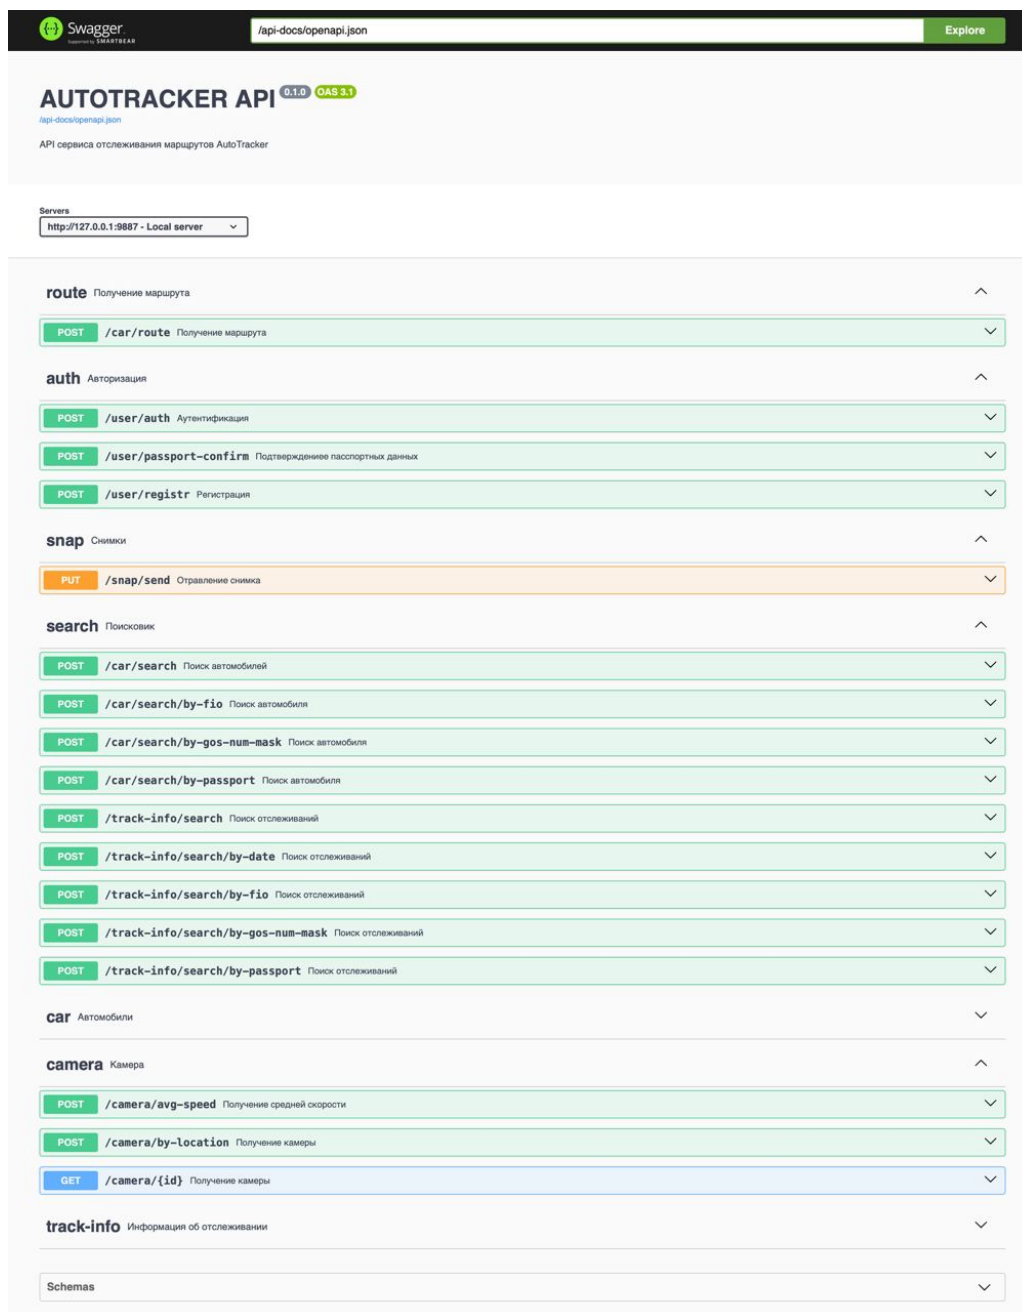 Swagger.
Supported by SMARTBEAR
/api-docs/openapi.json
Explore
AUTOTRACKER API 0.1.0 OAS 3.1
/api-docs/openapi.json
API сервиса отслеживания маршрутов AutoTracker
Servers
http://127.0.0.1:9887 - Local server
route Получение маршрута
POST /car/route Получение маршрута
auth Авторизация
POST /user/auth Аутентификация
POST /user/passport-confirm Подтверждениее пасспортных данных
POST /user/registr Регистрация
snap Снимки
PUT /snap/send Отравление снимка
search Поисковик
POST /car/search Поиск автомобилей
POST /car/search/by-fio Поиск автомобиля
POST /car/search/by-gos-num-mask Поиск автомобиля
POST /car/search/by-passport Поиск автомобиля
POST /track-info/search Поиск отслеживаний
POST /track-info/search/by-date Поиск отслеживаний
POST /track-info/search/by-fio Поиск отслеживаний
POST /track-info/search/by-gos-num-mask Поиск отслеживаний
POST /track-info/search/by-passport Поиск отслеживаний
car Автомобили
camera Камера
POST /camera/avg-speed Получение средней скорости
POST /camera/by-location Получение камеры
GET /camera/{id} Получение камеры
track-info Информация об отслеживании
Schemas